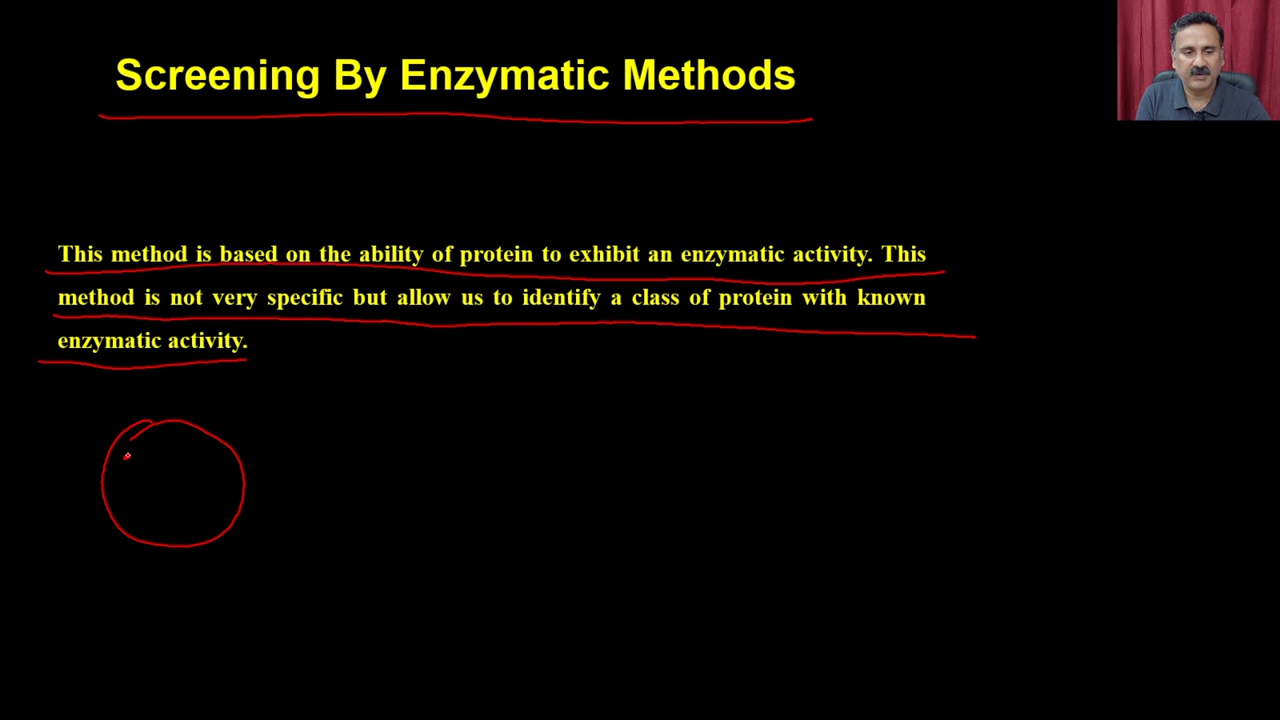 Screening By Enzymatic Methods
This method is based on the ability of protein to exhibit an enzymatic activity. This
method is not very specific but allow us to identify a class of protein with known
enzymatic activity.